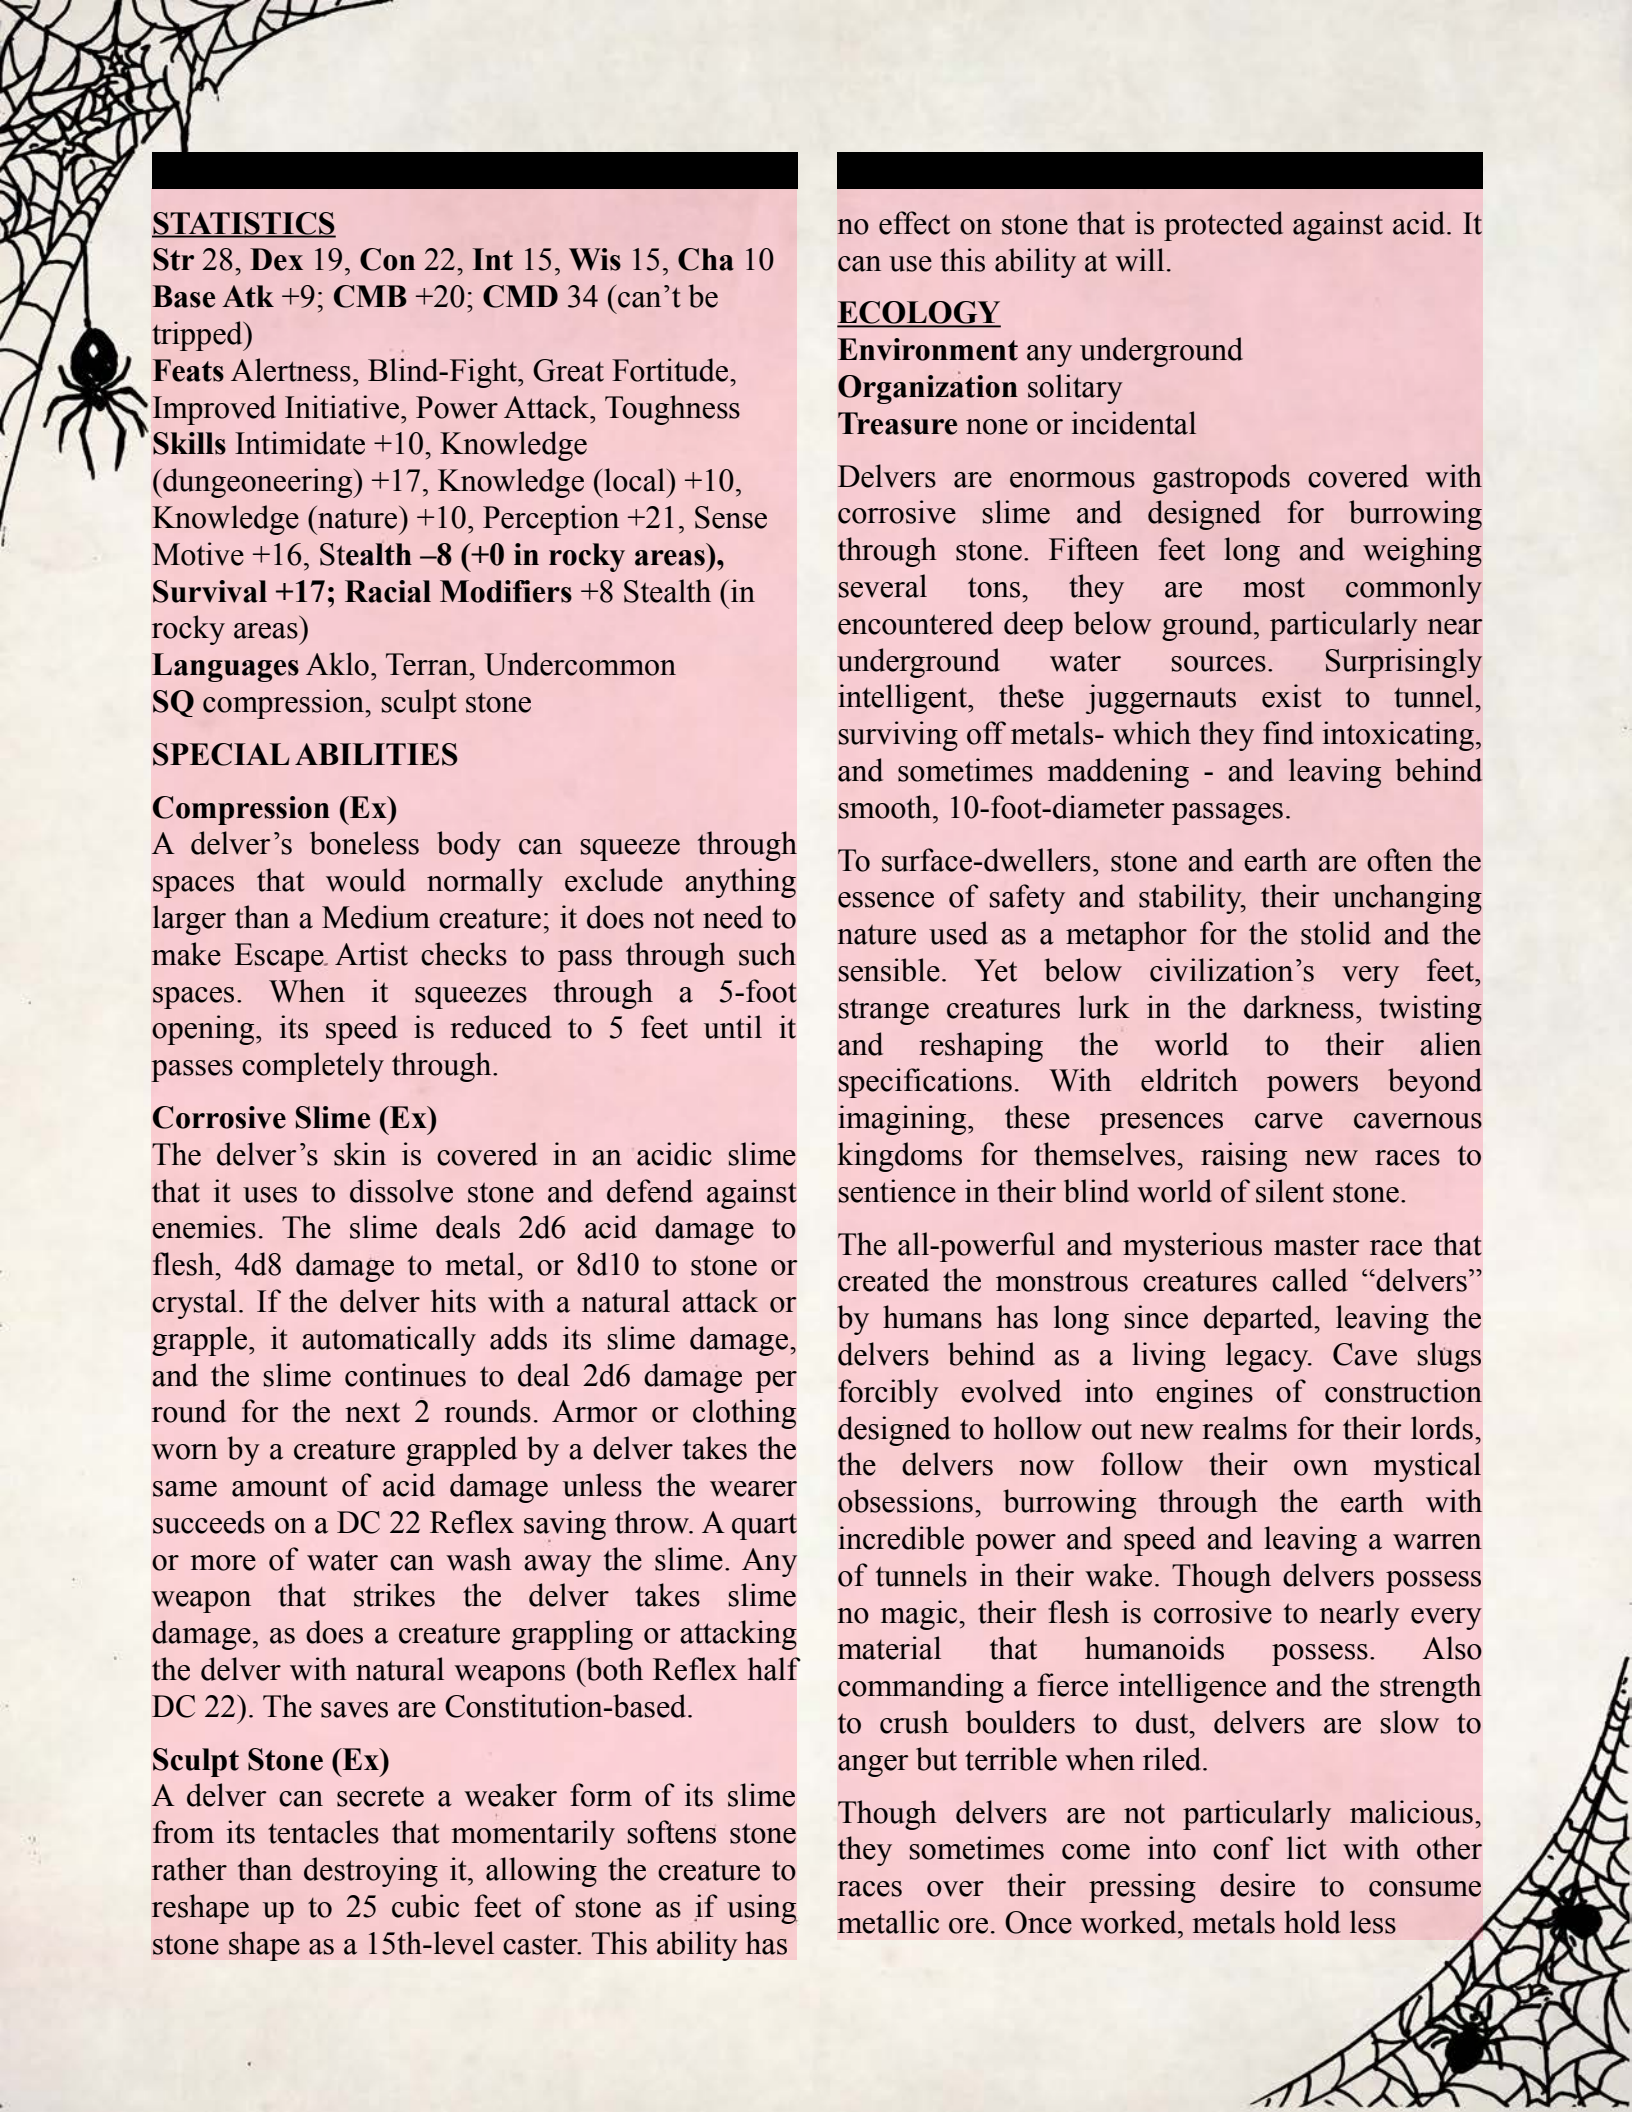 STATISTICS
Str 28, Dex 19, Con 22, Int 15, Wis 15, Cha 10
Base Atk +9; CMB +20; CMD 34 (can’t be
tripped)
Feats Alertness, Blind-Fight, Great Fortitude,
Improved Initiative, Power Attack, Toughness
Skills Intimidate +10, Knowledge
(dungeoneering) +17, Knowledge (local) +10,
Knowledge (nature) +10, Perception +21, Sense
Motive +16, Stealth –8 (+0 in rocky areas),
Survival +17; Racial Modifiers +8 Stealth (in
rocky areas)
Languages Aklo, Terran, Undercommon
SQ compression, sculpt stone
SPECIAL ABILITIES
Compression (Ex)
A delver’s boneless body can squeeze through
spaces that would normally exclude anything
larger than a Medium creature; it does not need to
make Escape Artist checks to pass through such
spaces. When it squeezes through a 5-foot
opening, its speed is reduced to 5 feet until it
passes completely through.
Corrosive Slime (Ex)
The delver’s skin is covered in an acidic slime
that it uses to dissolve stone and defend against
enemies. The slime deals 2d6 acid damage to
flesh, 4d8 damage to metal, or 8d10 to stone or
crystal. If the delver hits with a natural attack or
grapple, it automatically adds its slime damage,
and the slime continues to deal 2d6 damage per
round for the next 2 rounds. Armor or clothing
worn by a creature grappled by a delver takes the
same amount of acid damage unless the wearer
succeeds on a DC 22 Reflex saving throw. A quart
or more of water can wash away the slime. Any
weapon that strikes the delver takes slime
damage, as does a creature grappling or attacking
the delver with natural weapons (both Reflex half
DC 22). The saves are Constitution-based.
Sculpt Stone (Ex)
A delver can secrete a weaker form of its slime
from its tentacles that momentarily softens stone
rather than destroying it, allowing the creature to
reshape up to 25 cubic feet of stone as if using
stone shape as a 15th-level caster. This ability has
no effect on stone that is protected against acid. It
can use this ability at will.
ECOLOGY
Environment any underground
Organization solitary
Treasure none or incidental
Delvers are enormous gastropods covered with
corrosive slime and designed for burrowing
through stone. Fifteen feet long and weighing
several tons, they are most commonly
encountered deep below ground, particularly near
underground water sources. Surprisingly
intelligent, these juggernauts exist to tunnel,
surviving off metals- which they find intoxicating,
and sometimes maddening - and leaving behind
smooth, 10-foot-diameter passages.
To surface-dwellers, stone and earth are often the
essence of safety and stability, their unchanging
nature used as a metaphor for the stolid and the
sensible. Yet below civilization’s very feet,
strange creatures lurk in the darkness, twisting
and reshaping the world to their alien
specifications. With eldritch powers beyond
imagining, these presences carve cavernous
kingdoms for themselves, raising new races to
sentience in their blind world of silent stone.
The all-powerful and mysterious master race that
created the monstrous creatures called “delvers”
by humans has long since departed, leaving the
delvers behind as a living legacy. Cave slugs
forcibly evolved into engines of construction
designed to hollow out new realms for their lords,
the delvers now follow their own mystical
obsessions, burrowing through the earth with
incredible power and speed and leaving a warren
of tunnels in their wake. Though delvers possess
no magic, their flesh is corrosive to nearly every
material that humanoids possess. Also
commanding a fierce intelligence and the strength
to crush boulders to dust, delvers are slow to
anger but terrible when riled.
Though delvers are not particularly malicious,
they sometimes come into conf lict with other
races over their pressing desire to consume
metallic ore. Once worked, metals hold less